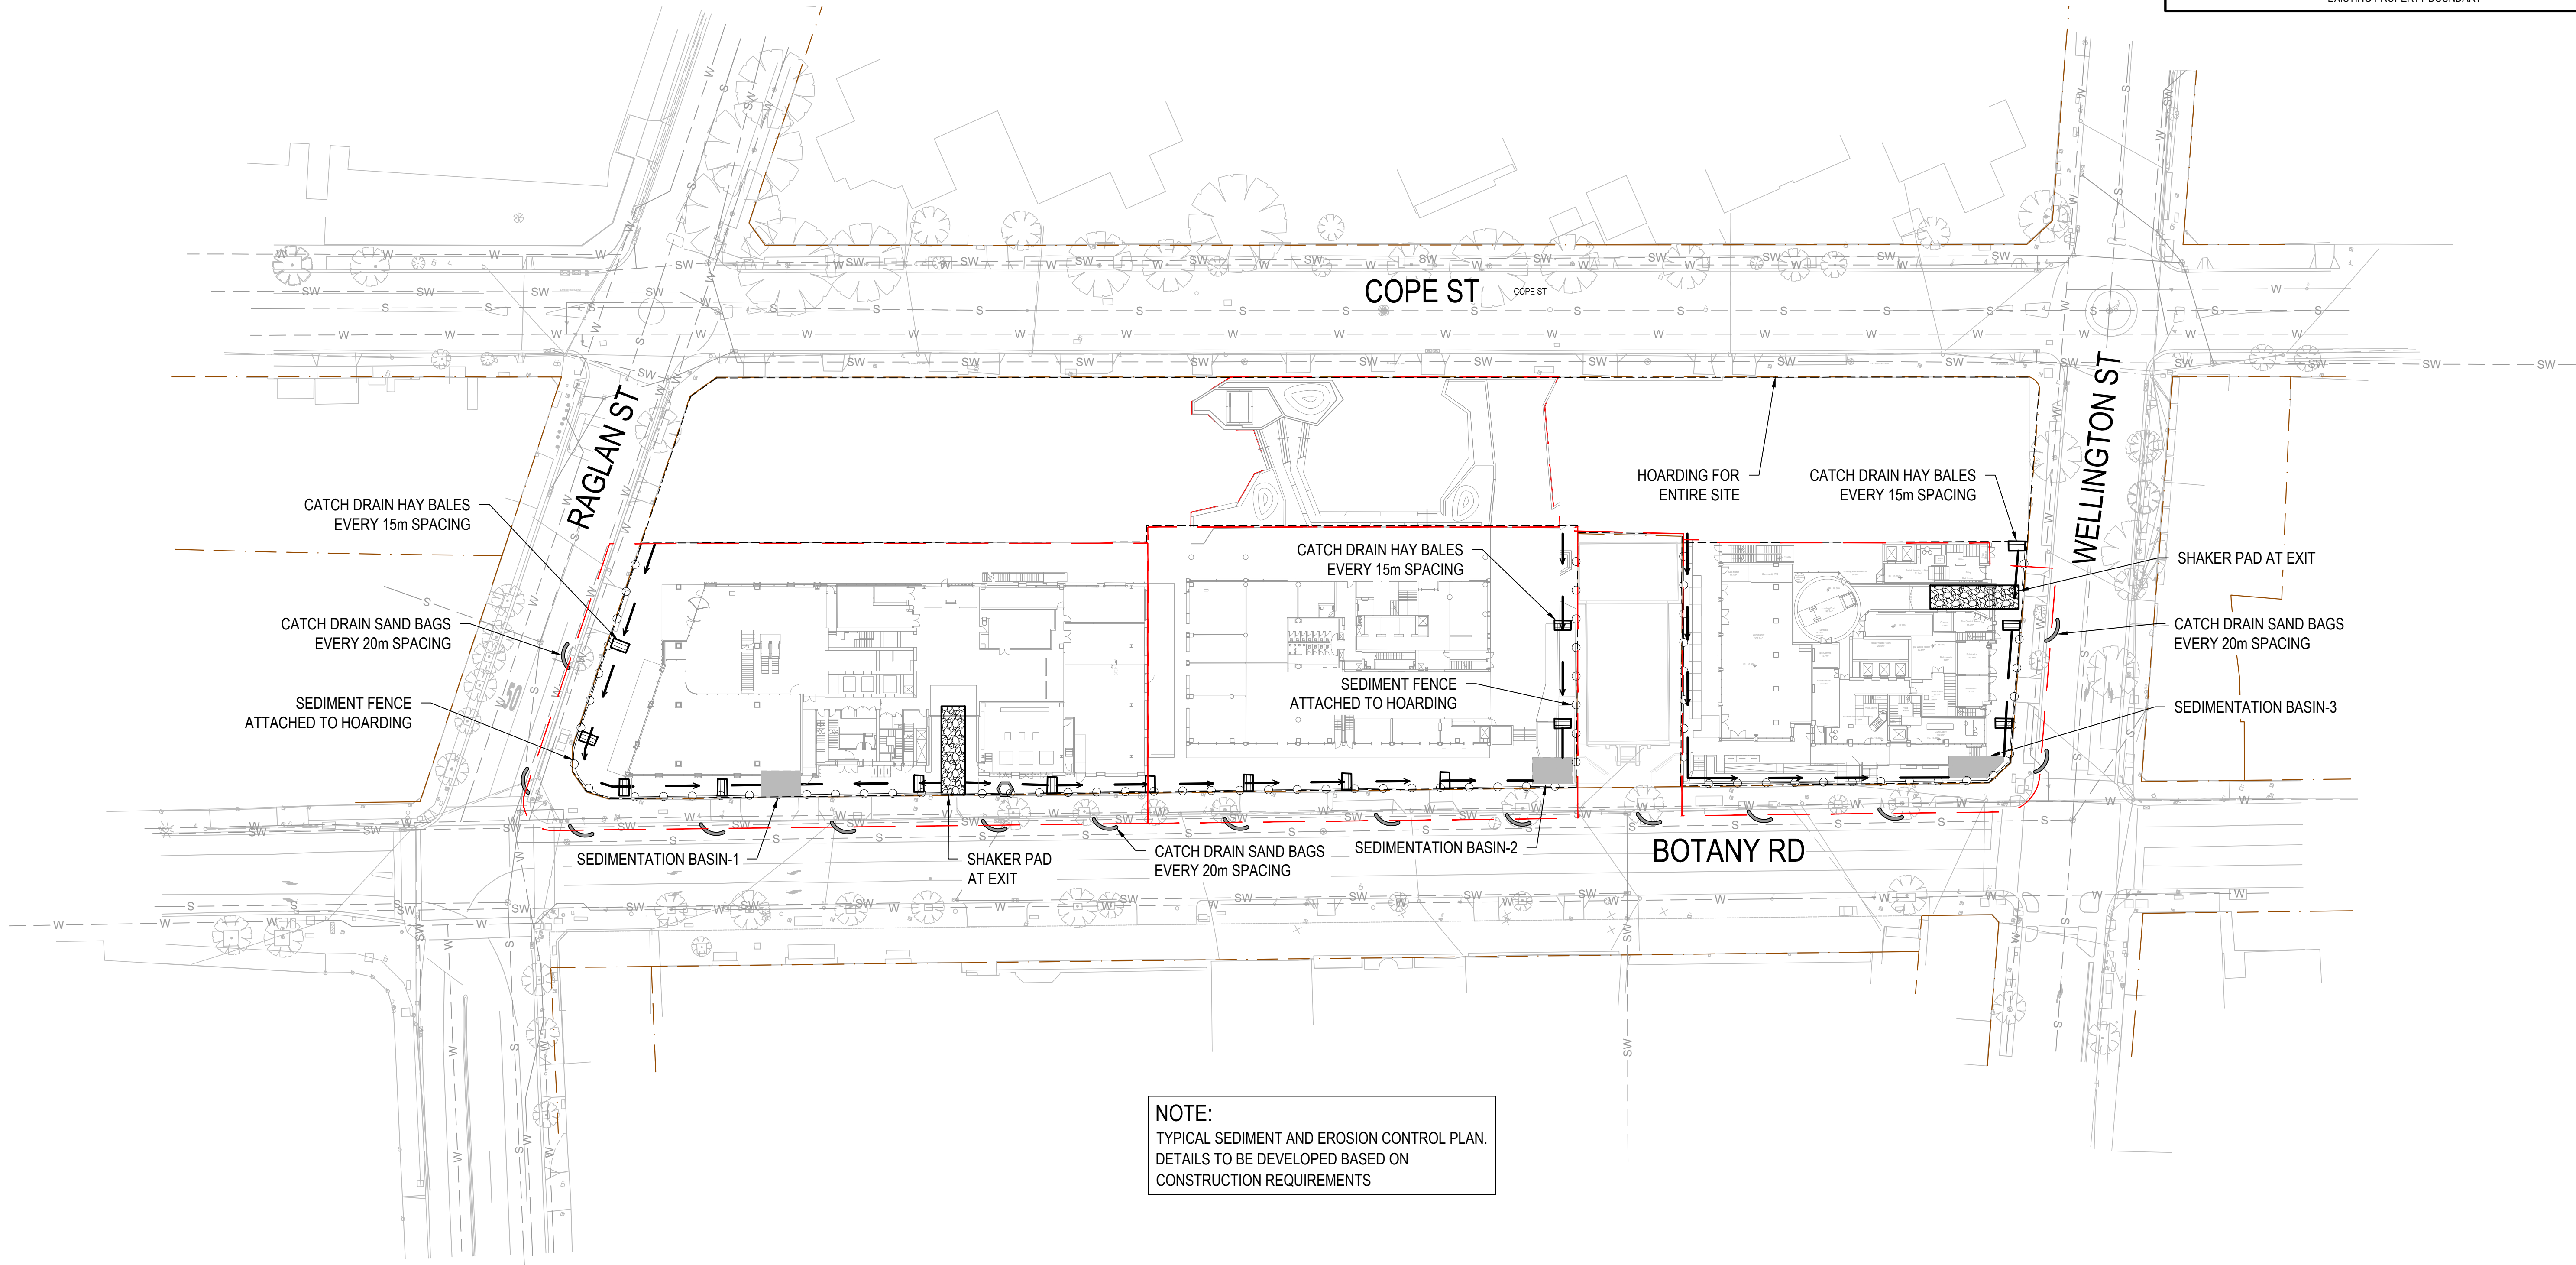 EXISTING PROPERTY BOUNDARY
COPE ST
COPE ST
RAGLAN ST
WELLINGTON ST
HOARDING FOR
ENTIRE SITE
CATCH DRAIN HAY BALES
EVERY 15m SPACING
CATCH DRAIN HAY BALES
EVERY 15m SPACING
CATCH DRAIN HAY BALES
EVERY 15m SPACING
SHAKER PAD AT EXIT
CATCH DRAIN SAND BAGS
EVERY 20m SPACING
CATCH DRAIN SAND BAGS
EVERY 20m SPACING
SEDIMENT FENCE
ATTACHED TO HOARDING
SEDIMENT FENCE
ATTACHED TO HOARDING
SEDIMENTATION BASIN-3
SEDIMENTATION BASIN-1
SHAKER PAD
AT EXIT
CATCH DRAIN SAND BAGS
EVERY 20m SPACING
SEDIMENTATION BASIN-2
BOTANY RD
50
NOTE:
TYPICAL SEDIMENT AND EROSION CONTROL PLAN.
DETAILS TO BE DEVELOPED BASED ON
CONSTRUCTION REQUIREMENTS